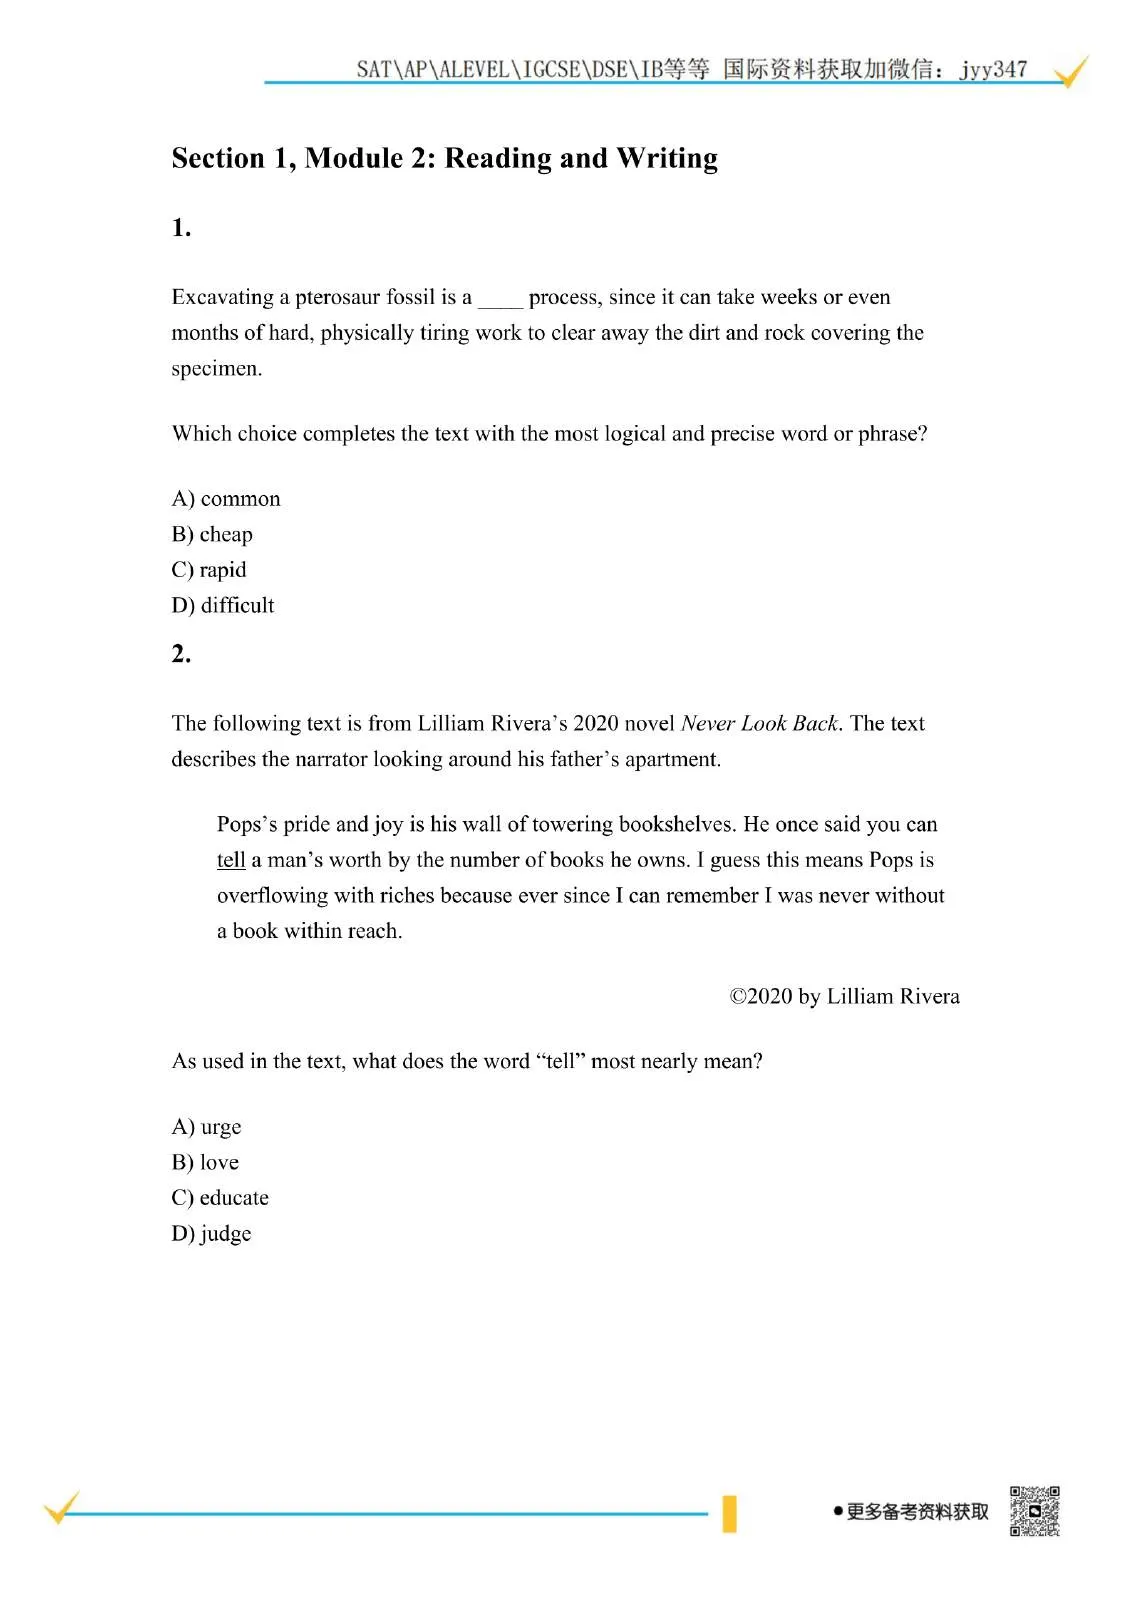 SAT\AP\ALEVEL\IGCSE\DSE\IB等等 国际资料获取加微信：jyy347
Section 1, Module 2: Reading and Writing
1.
Excavating a pterosaur fossil is a ____ process, since it can take weeks or even
months of hard, physically tiring work to clear away the dirt and rock covering the
specimen.
Which choice completes the text with the most logical and precise word or phrase?
A) common
B) cheap
C) rapid
D) difficult
2.
The following text is from Lilliam Rivera’s 2020 novel Never Look Back. The text
describes the narrator looking around his father’s apartment.
Pops’s pride and joy is his wall of towering bookshelves. He once said you can
tell a man’s worth by the number of books he owns. I guess this means Pops is
overflowing with riches because ever since I can remember I was never without
a book within reach.
©2020 by Lilliam Rivera
As used in the text, what does the word “tell” most nearly mean?
A) urge
B) love
C) educate
D) judge
●更多备考资料获取